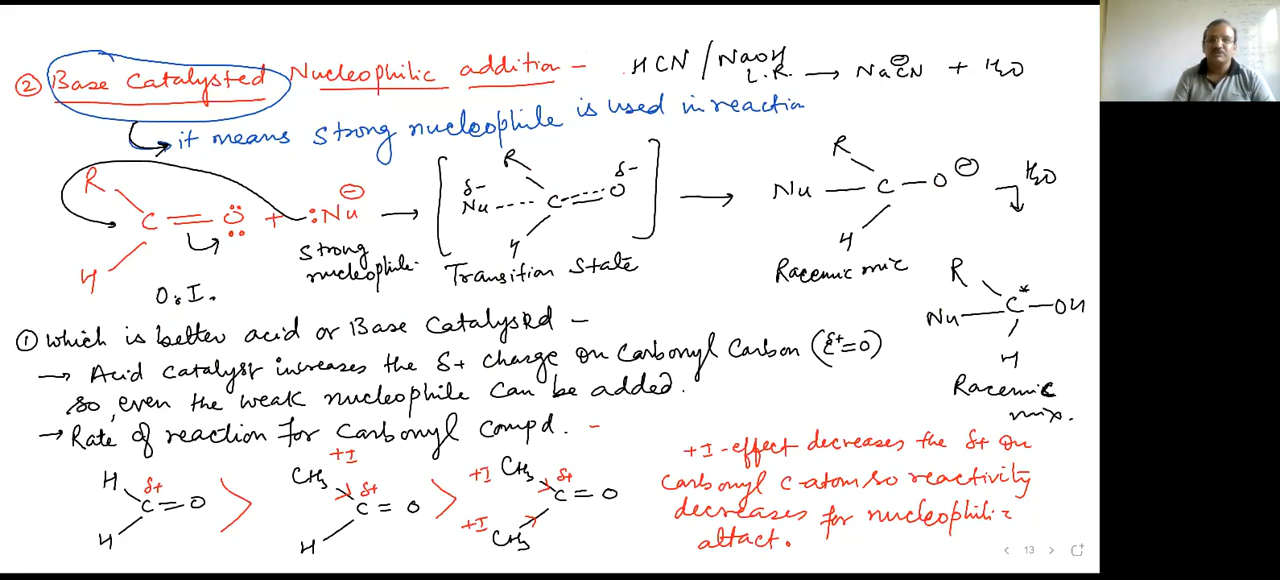 ② Base Catalysted Nucleophilic addition – HCN / NaOH L.R. → NaCN⊖ + H₂O
it means strong nucleophile is used in reaction
R C = O + :Nu⊖ → [ R δ- Nu ---- C = O δ- H ] → R Nu – C – O⊖ H H₂O
H strong nucleophile. Transition State Racemic mix
O.I.
R Nu – C* – OH H
Racemic mix.
① which is better acid or Base Catalysed –
→ Acid Catalyst increases the δ+ charge on carbonyl carbon (C^δ+=O)
so, even the weak nucleophile can be added.
→ Rate of reaction for carbonyl compd. –
H H C^δ+ = O > CH₃ +I H C^δ+ = O > +I CH₃ +I CH₃ C^δ+ = O
+I-effect decreases the δ+ on
carbonyl c-atom so reactivity
decreases for nucleophilic
attact.
< 13 >